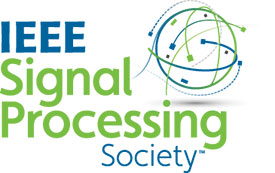 IEEE
Signal
Processing
Society™